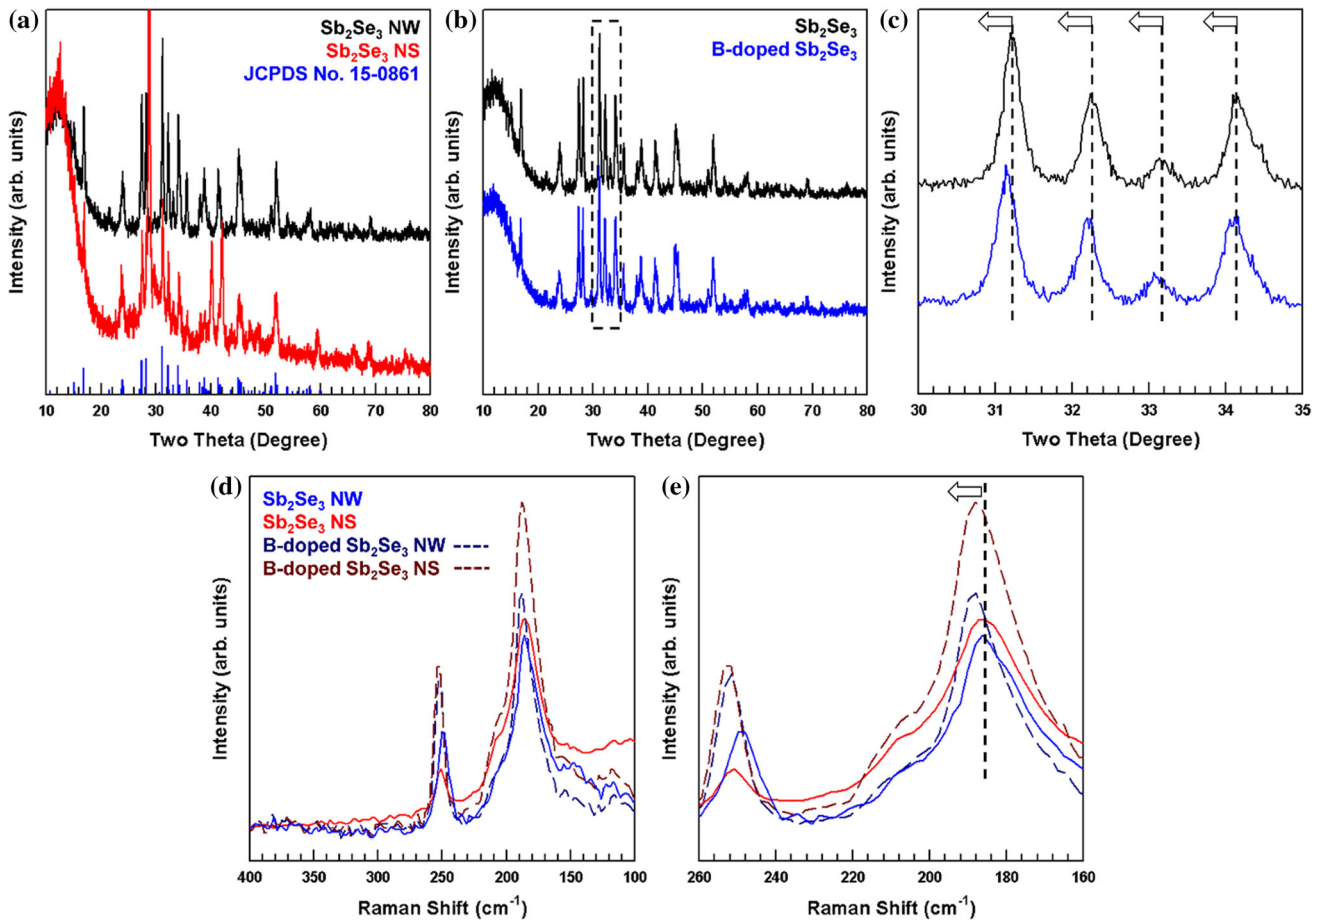 (a)
Sb₂Se₃ NW
Sb₂Se₃ NS
JCPDS No. 15-0861
Intensity (arb. units)
10 20 30 40 50 60 70 80
Two Theta (Degree)
(b)
Sb₂Se₃
B-doped Sb₂Se₃
Intensity (arb. units)
10 20 30 40 50 60 70 80
Two Theta (Degree)
(c)
Intensity (arb. units)
30 31 32 33 34 35
Two Theta (Degree)
(d)
Sb₂Se₃ NW
Sb₂Se₃ NS
B-doped Sb₂Se₃ NW
B-doped Sb₂Se₃ NS
Intensity (arb. units)
400 350 300 250 200 150 100
Raman Shift (cm⁻¹)
(e)
Intensity (arb. units)
260 240 220 200 180 160
Raman Shift (cm⁻¹)